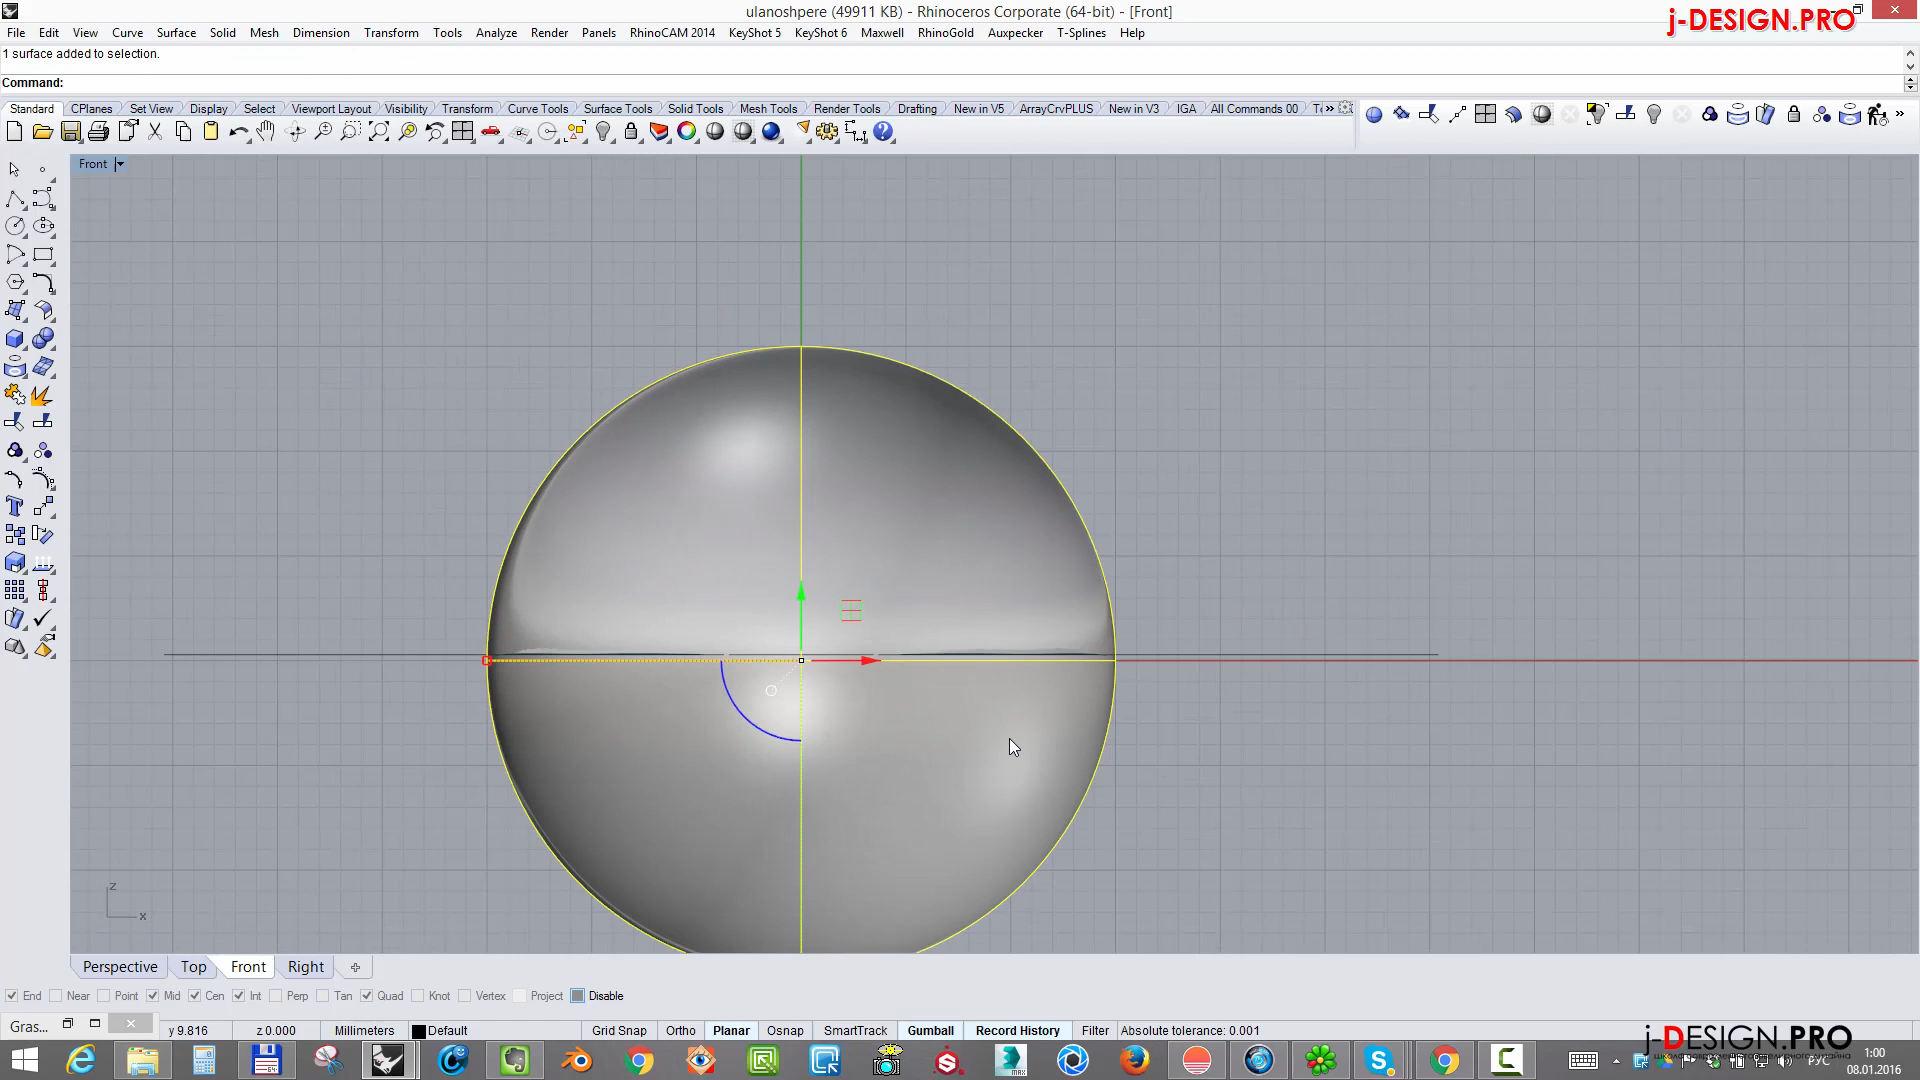 ulanoshpere (49911 KB) - Rhinoceros Corporate (64-bit) - [Front]
j-DESIGN.PRO
File Edit View Curve Surface Solid Mesh Dimension Transform Tools Analyze Render Panels RhinoCAM 2014 KeyShot 5 KeyShot 6 Maxwell RhinoGold Auxpecker T-Splines Help
1 surface added to selection.
Command:
Standard CPlanes Set View Display Select Viewport Layout Visibility Transform Curve Tools Surface Tools Solid Tools Mesh Tools Render Tools Drafting New in V5 ArrayCrvPLUS New in V3 IGA All Commands 00
Front
z
x
Perspective Top Front Right
End Near Point Mid Cen Int Perp Tan Quad Knot Vertex Project Disable
Gras... y 9.816 z 0.000 Millimeters Default Grid Snap Ortho Planar Osnap SmartTrack Gumball Record History Filter Absolute tolerance: 0.001
j-DESIGN.PRO
РУС
1:00
08.01.2016